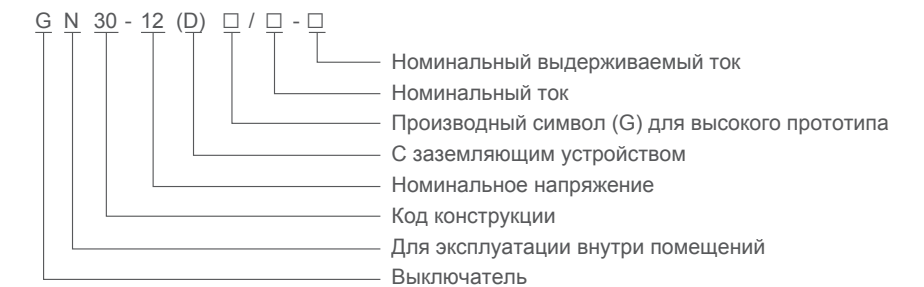 G N 30 - 12 (D) □ / □ - □
Номинальный выдерживаемый ток
Номинальный ток
Производный символ (G) для высокого прототипа
С заземляющим устройством
Номинальное напряжение
Код конструкции
Для эксплуатации внутри помещений
Выключатель